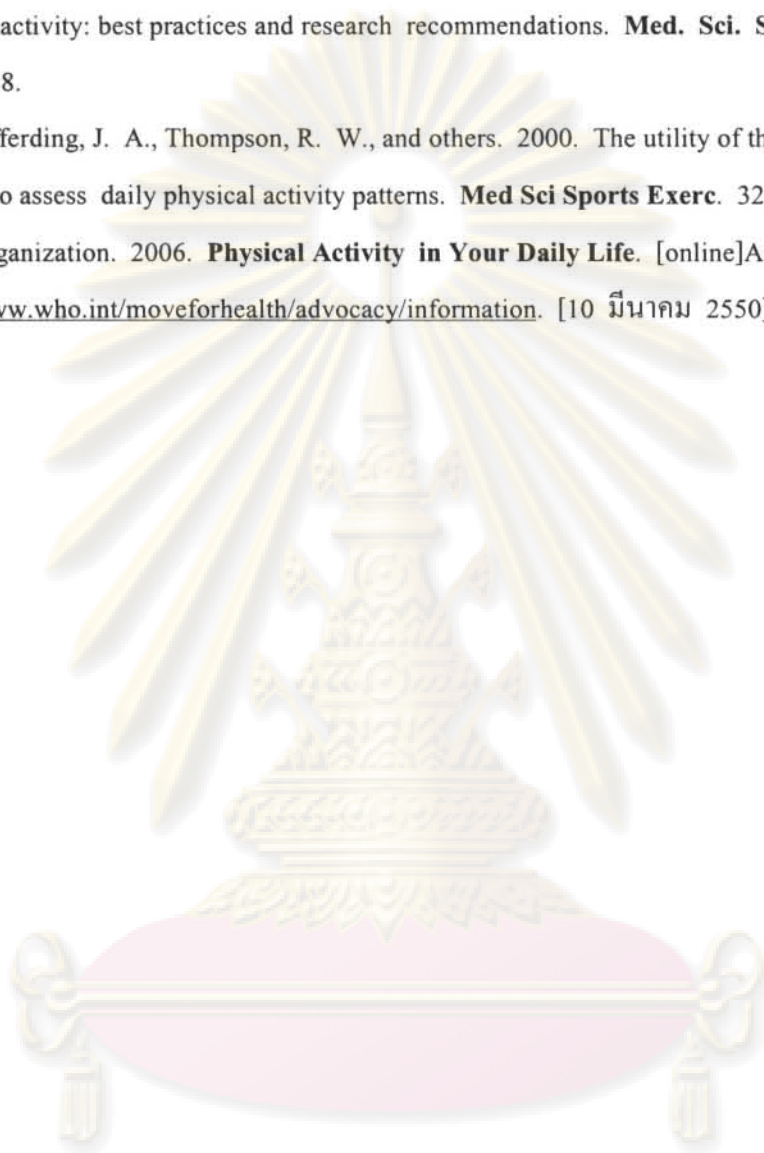 activity: best practices and research recommendations. Med. Sci. S
8.
fferding, J. A., Thompson, R. W., and others. 2000. The utility of th
o assess daily physical activity patterns. Med Sci Sports Exerc. 32
ganization. 2006. Physical Activity in Your Daily Life. [online]A
ww.who.int/moveforhealth/advocacy/information. [10 มีนาคม 2550]